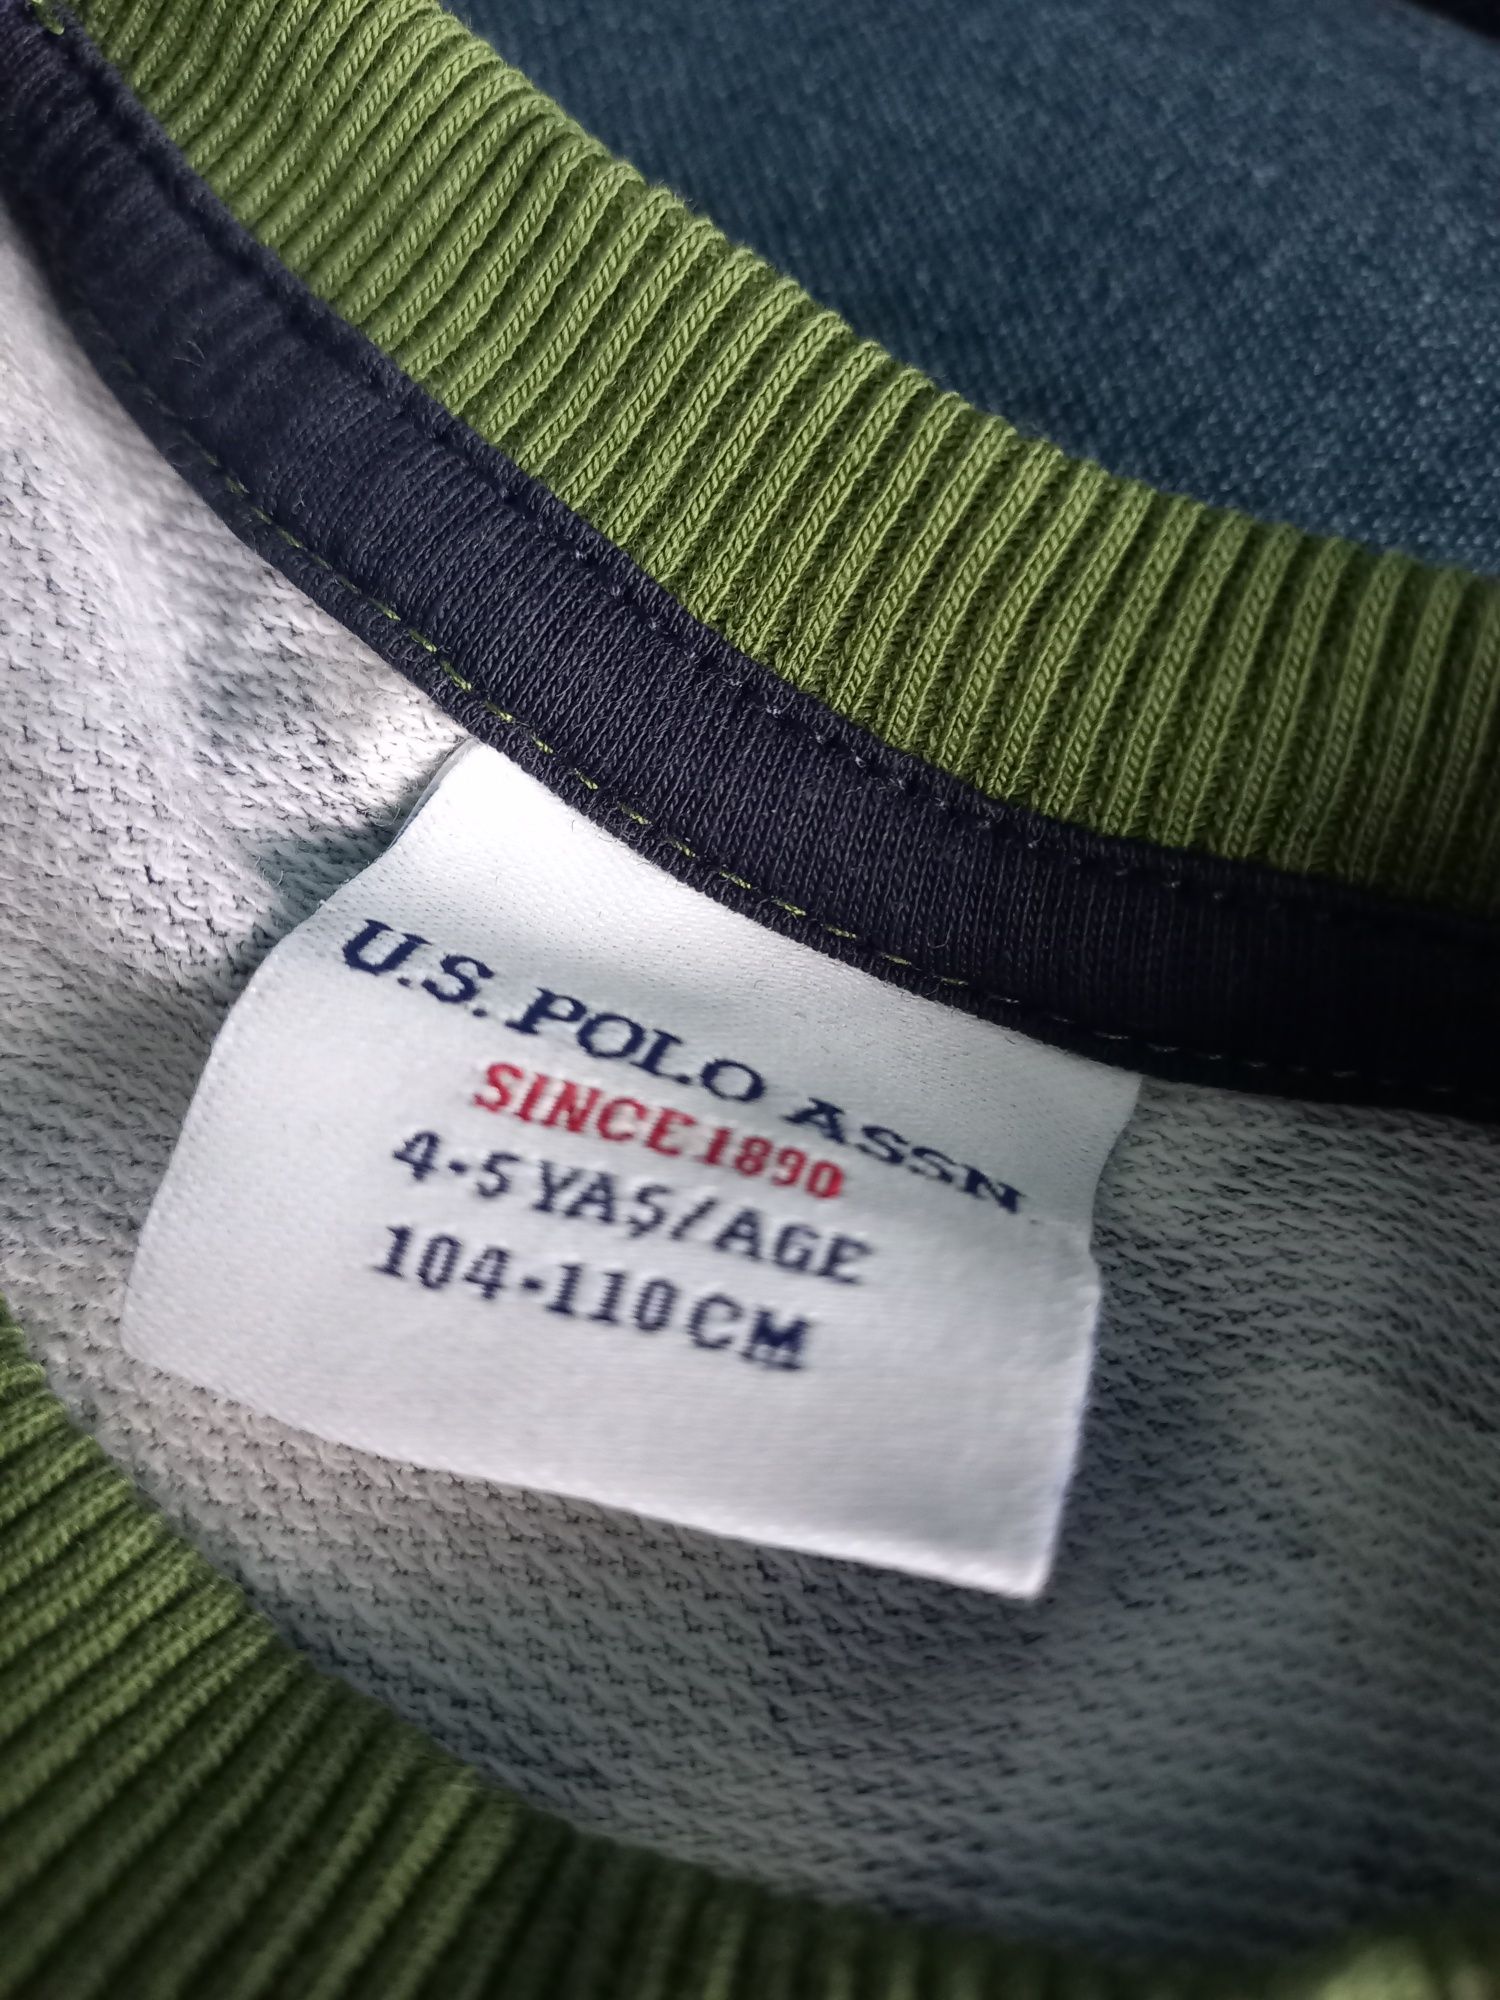 U.S. POLO ASSN
SINCE 1890
4-5 YAŞ/AGE
104-110 CM